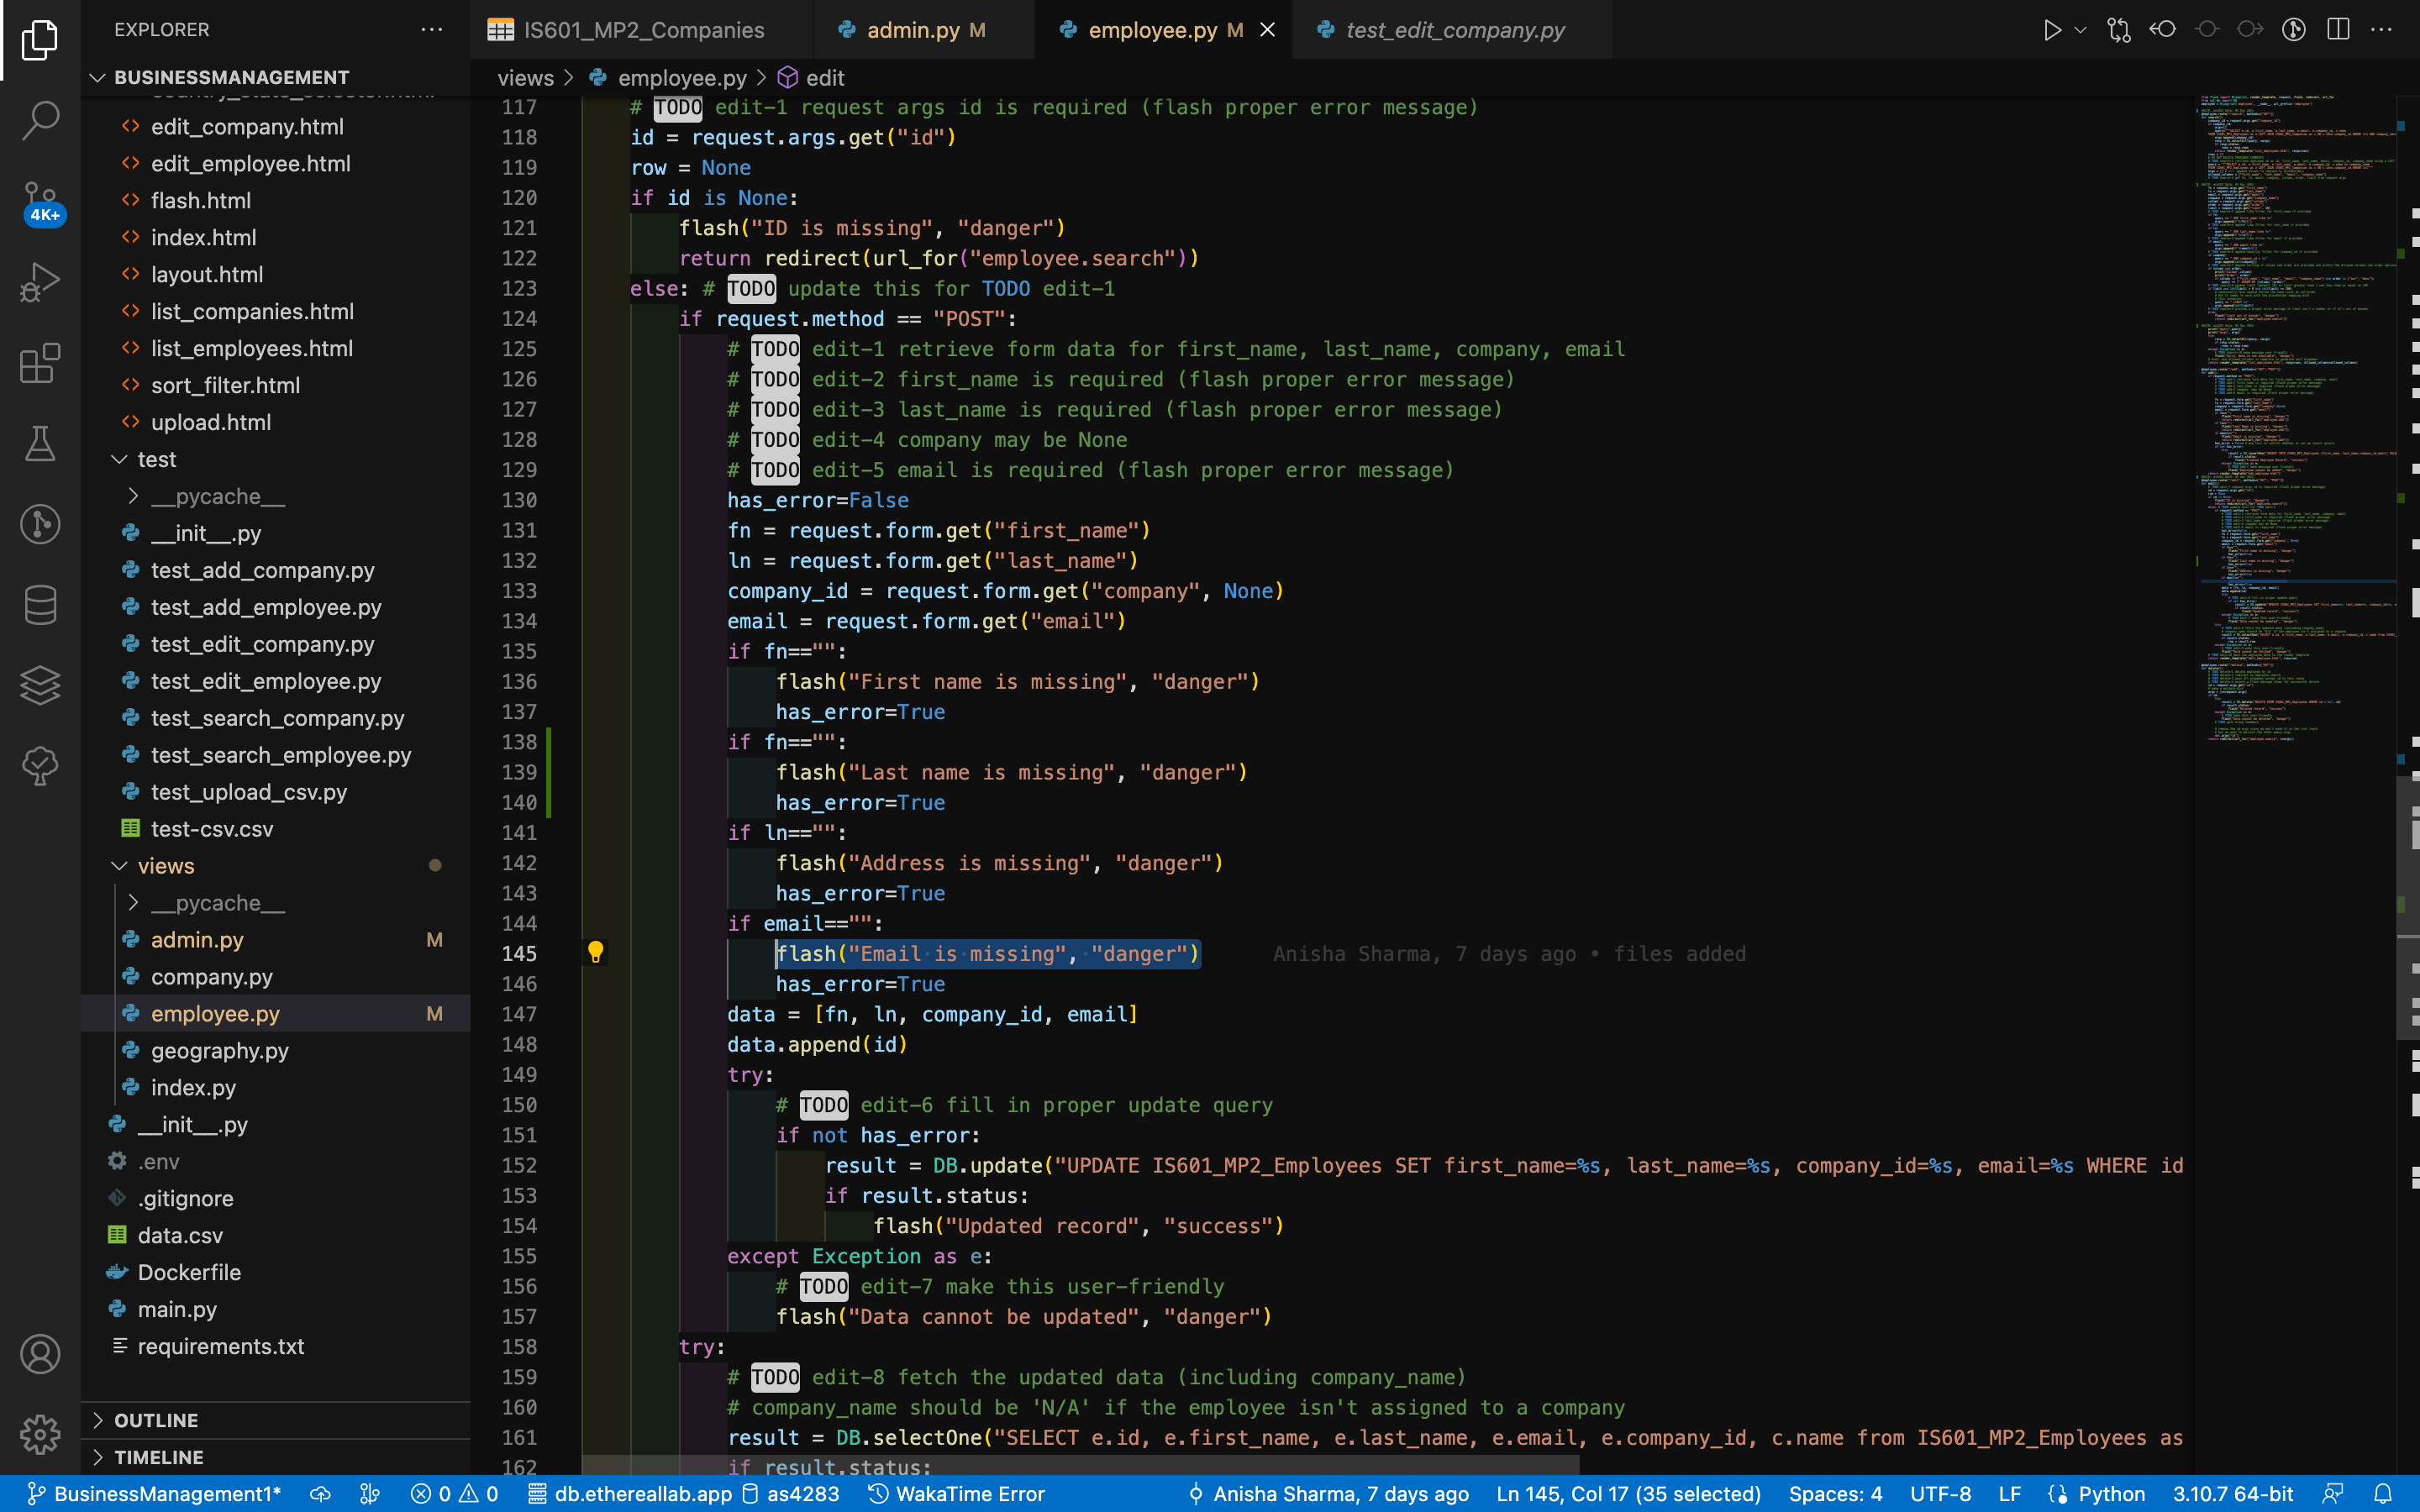 EXPLORER
IS601_MP2_Companies
admin.py M
employee.py M
test_edit_company.py
BUSINESSMANAGEMENT
views > employee.py > edit
edit_company.html
edit_employee.html
flash.html
index.html
layout.html
list_companies.html
list_employees.html
sort_filter.html
upload.html
test
__pycache__
__init__.py
test_add_company.py
test_add_employee.py
test_edit_company.py
test_edit_employee.py
test_search_company.py
test_search_employee.py
test_upload_csv.py
test-csv.csv
views
__pycache__
admin.py M
company.py
employee.py M
geography.py
index.py
__init__.py
.env
.gitignore
data.csv
Dockerfile
main.py
requirements.txt
OUTLINE
TIMELINE
4K+
117 # TODO edit-1 request args id is required (flash proper error message)
118 id = request.args.get("id")
119 row = None
120 if id is None:
121 flash("ID is missing", "danger")
122 return redirect(url_for("employee.search"))
123 else: # TODO update this for TODO edit-1
124 if request.method == "POST":
125 # TODO edit-1 retrieve form data for first_name, last_name, company, email
126 # TODO edit-2 first_name is required (flash proper error message)
127 # TODO edit-3 last_name is required (flash proper error message)
128 # TODO edit-4 company may be None
129 # TODO edit-5 email is required (flash proper error message)
130 has_error=False
131 fn = request.form.get("first_name")
132 ln = request.form.get("last_name")
133 company_id = request.form.get("company", None)
134 email = request.form.get("email")
135 if fn=="":
136 flash("First name is missing", "danger")
137 has_error=True
138 if fn=="":
139 flash("Last name is missing", "danger")
140 has_error=True
141 if ln=="":
142 flash("Address is missing", "danger")
143 has_error=True
144 if email=="":
145 flash("Email is missing", "danger") Anisha Sharma, 7 days ago • files added
146 has_error=True
147 data = [fn, ln, company_id, email]
148 data.append(id)
149 try:
150 # TODO edit-6 fill in proper update query
151 if not has_error:
152 result = DB.update("UPDATE IS601_MP2_Employees SET first_name=%s, last_name=%s, company_id=%s, email=%s WHERE id
153 if result.status:
154 flash("Updated record", "success")
155 except Exception as e:
156 # TODO edit-7 make this user-friendly
157 flash("Data cannot be updated", "danger")
158 try:
159 # TODO edit-8 fetch the updated data (including company_name)
160 # company_name should be 'N/A' if the employee isn't assigned to a company
161 result = DB.selectOne("SELECT e.id, e.first_name, e.last_name, e.email, e.company_id, c.name from IS601_MP2_Employees as
162 if result.status:
BusinessManagement1* 0 0 db.ethereallab.app as4283 WakaTime Error Anisha Sharma, 7 days ago Ln 145, Col 17 (35 selected) Spaces: 4 UTF-8 LF Python 3.10.7 64-bit